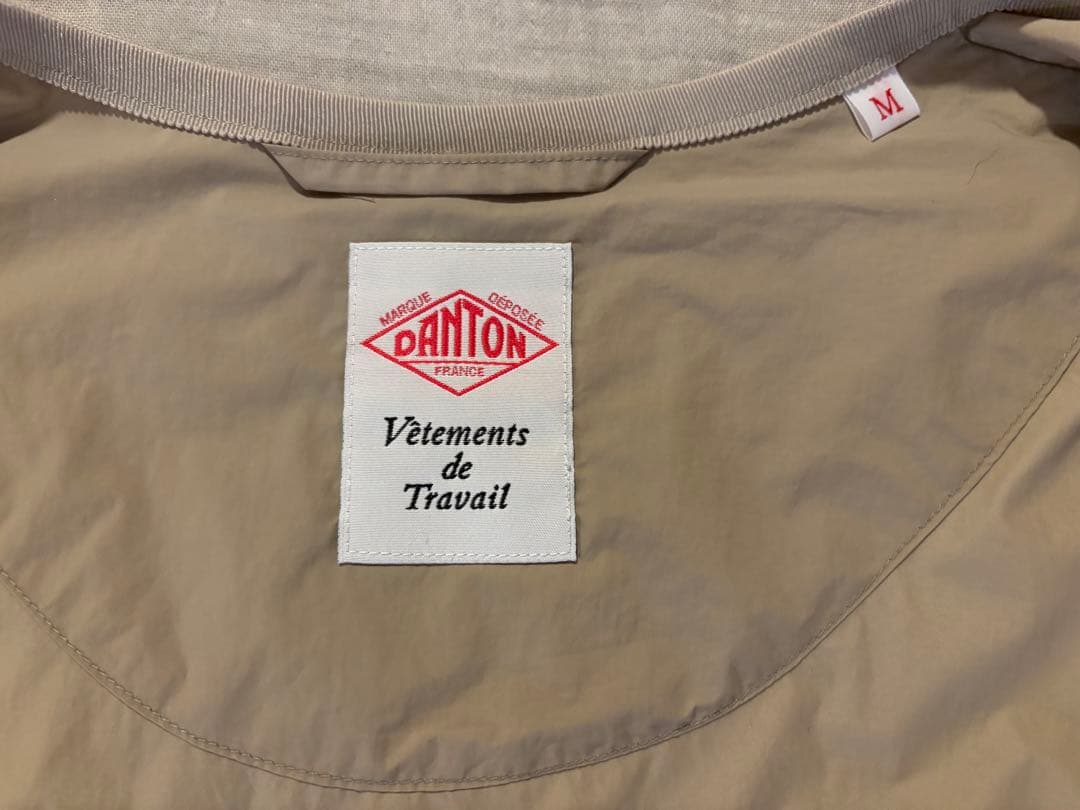 M
MARQUE DÉPOSÉE
DANTON
FRANCE
Vêtements
de
Travail